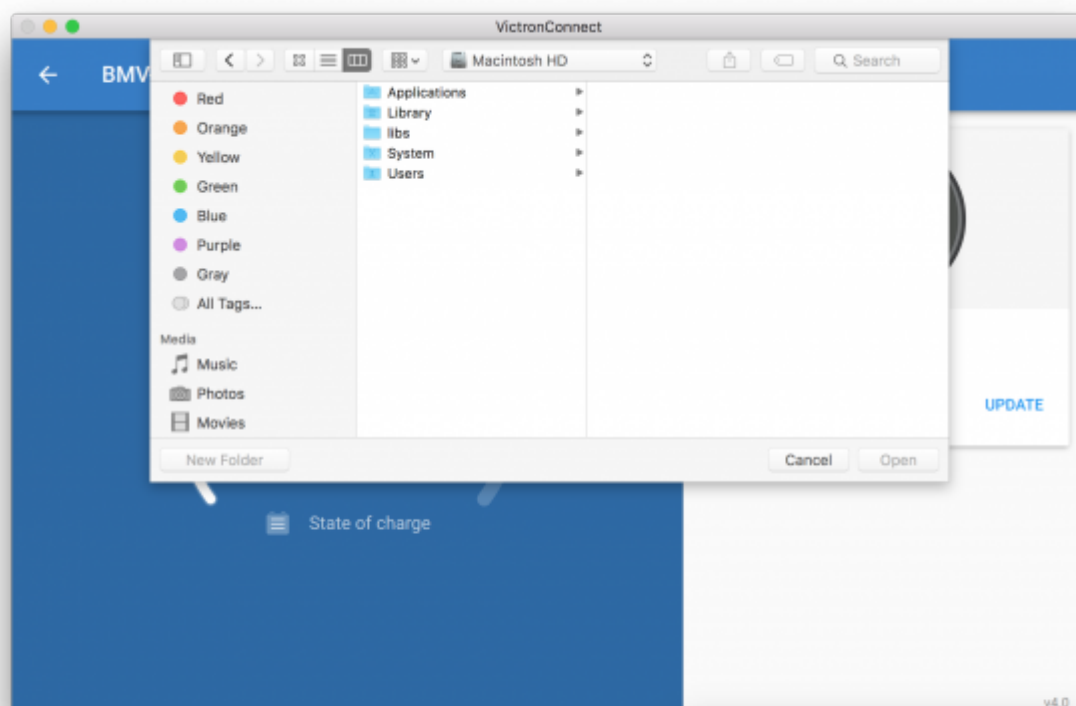 VictronConnect
BMV
Macintosh HD
Search
Red
Orange
Yellow
Green
Blue
Purple
Gray
All Tags...
Media
Music
Photos
Movies
Applications
Library
libs
System
Users
UPDATE
New Folder
Cancel
Open
State of charge
v4.0